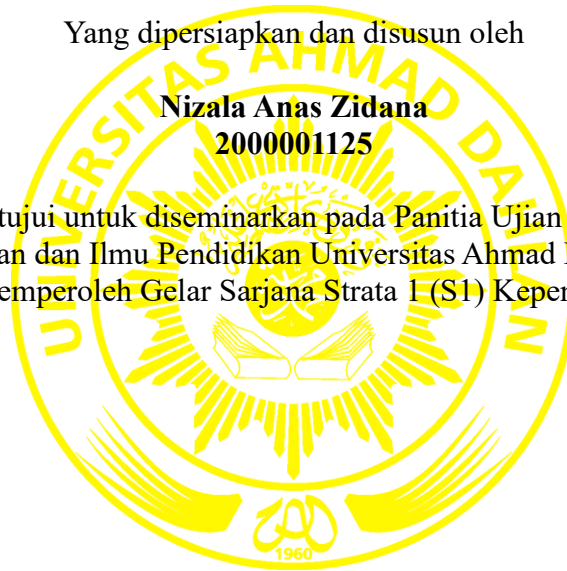 Yang dipersiapkan dan disusun oleh
UNIVERSITAS AHMAD DAHLAN
Nizala Anas Zidana
2000001125
tujui untuk diseminarkan pada Panitia Ujian
an dan Ilmu Pendidikan Universitas Ahmad
emperoleh Gelar Sarjana Strata 1 (S1) Kepen
1960